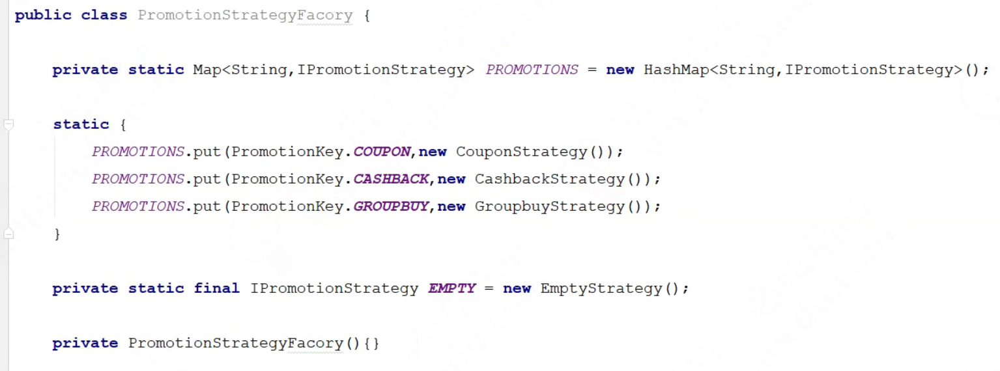 public class PromotionStrategyFacory {
private static Map<String,IPromotionStrategy> PROMOTIONS = new HashMap<String,IPromotionStrategy>();
static {
PROMOTIONS.put(PromotionKey.COUPON,new CouponStrategy());
PROMOTIONS.put(PromotionKey.CASHBACK,new CashbackStrategy());
PROMOTIONS.put(PromotionKey.GROUPBUY,new GroupbuyStrategy());
}
private static final IPromotionStrategy EMPTY = new EmptyStrategy();
private PromotionStrategyFacory(){}